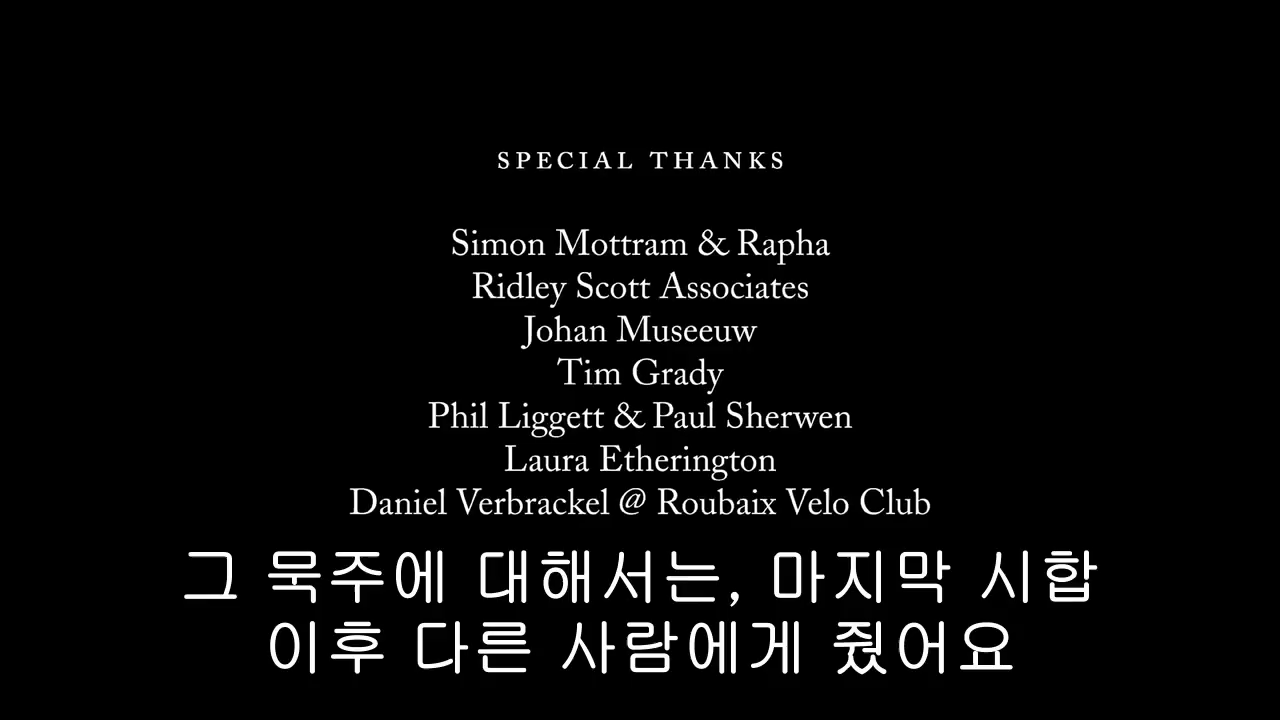 SPECIAL THANKS
Simon Mottram & Rapha
Ridley Scott Associates
Johan Museeuw
Tim Grady
Phil Liggett & Paul Sherwen
Laura Etherington
Daniel Verbrackel @ Roubaix Velo Club
그 묵주에 대해서는, 마지막 시합
이후 다른 사람에게 줬어요